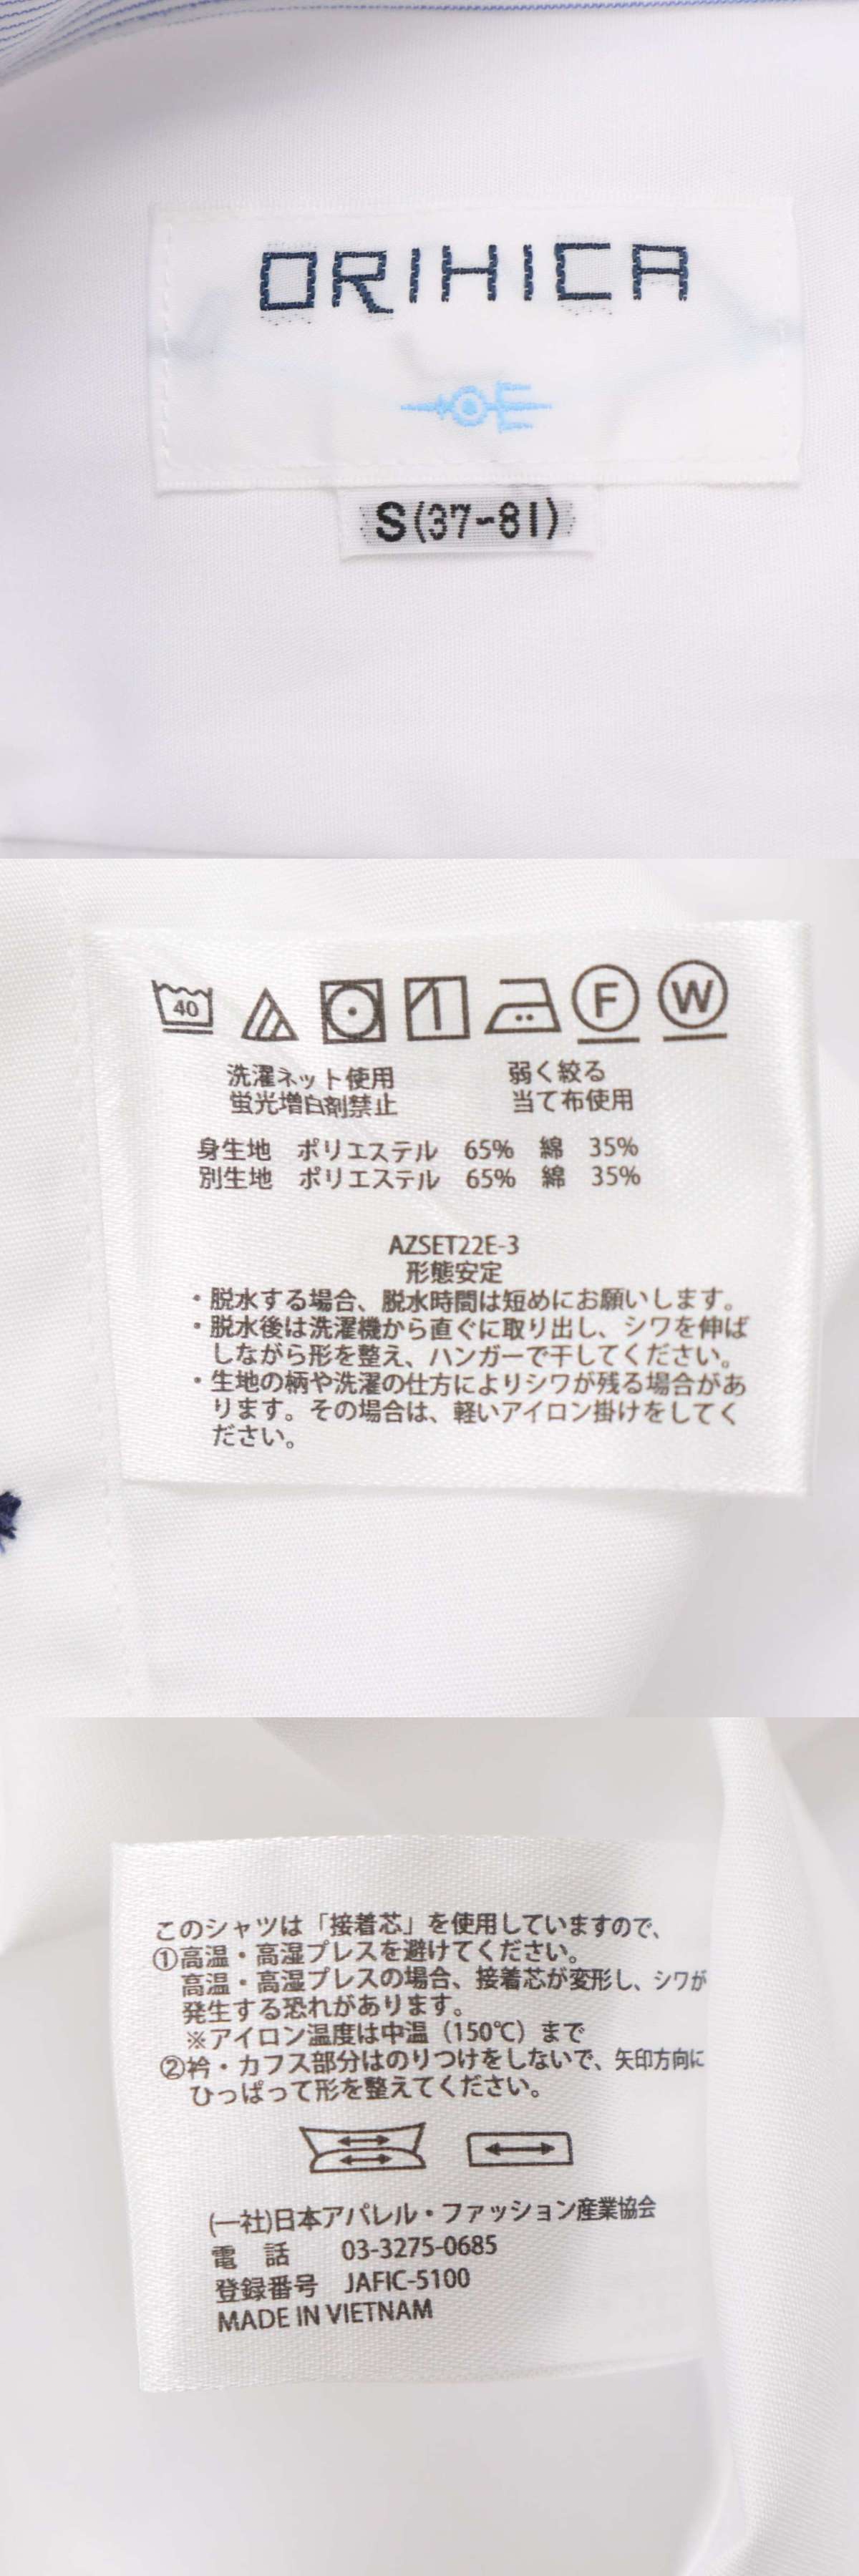 ORIHICA
S(37-81)
40 F W
洗濯ネット使用 弱く絞る
蛍光増白剤禁止 当て布使用
身生地 ポリエステル 65% 綿 35%
別生地 ポリエステル 65% 綿 35%
AZSET22E-3
形態安定
・脱水する場合、脱水時間は短めにお願いします。
・脱水後は洗濯機から直ぐに取り出し、シワを伸ば
しながら形を整え、ハンガーで干してください。
・生地の柄や洗濯の仕方によりシワが残る場合があ
ります。その場合は、軽いアイロン掛けをしてく
ださい。
このシャツは「接着芯」を使用していますので、
①高温・高湿プレスを避けてください。
高温・高湿プレスの場合、接着芯が変形し、シワが
発生する恐れがあります。
※アイロン温度は中温（150℃）まで
②衿・カフス部分はのりつけをしないで、矢印方向に
ひっぱって形を整えてください。
(一社)日本アパレル・ファッション産業協会
電 話 03-3275-0685
登録番号 JAFIC-5100
MADE IN VIETNAM